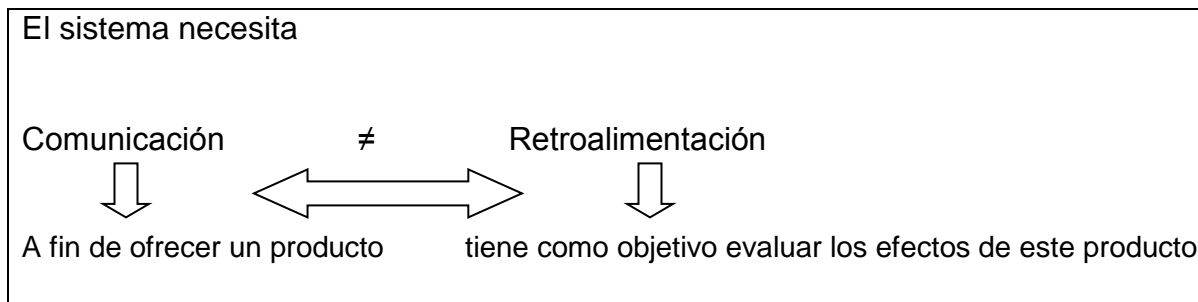 El sistema necesita
Comunicación ≠ Retroalimentación
A fin de ofrecer un producto tiene como objetivo evaluar los efectos de este producto